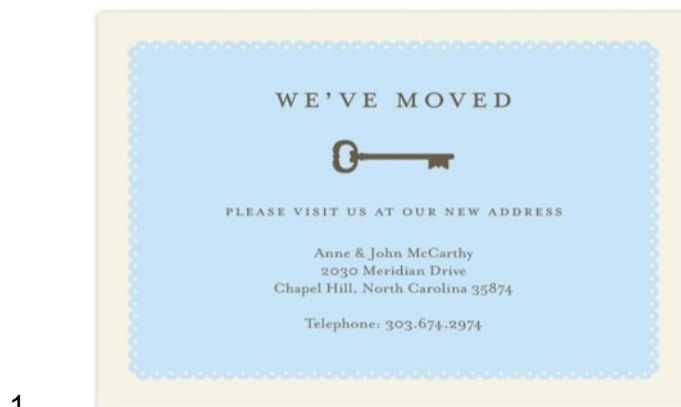 WE'VE MOVED
PLEASE VISIT US AT OUR NEW ADDRESS
Anne & John McCarthy
2030 Meridian Drive
Chapel Hill, North Carolina 35874
Telephone: 303.674.2974
1